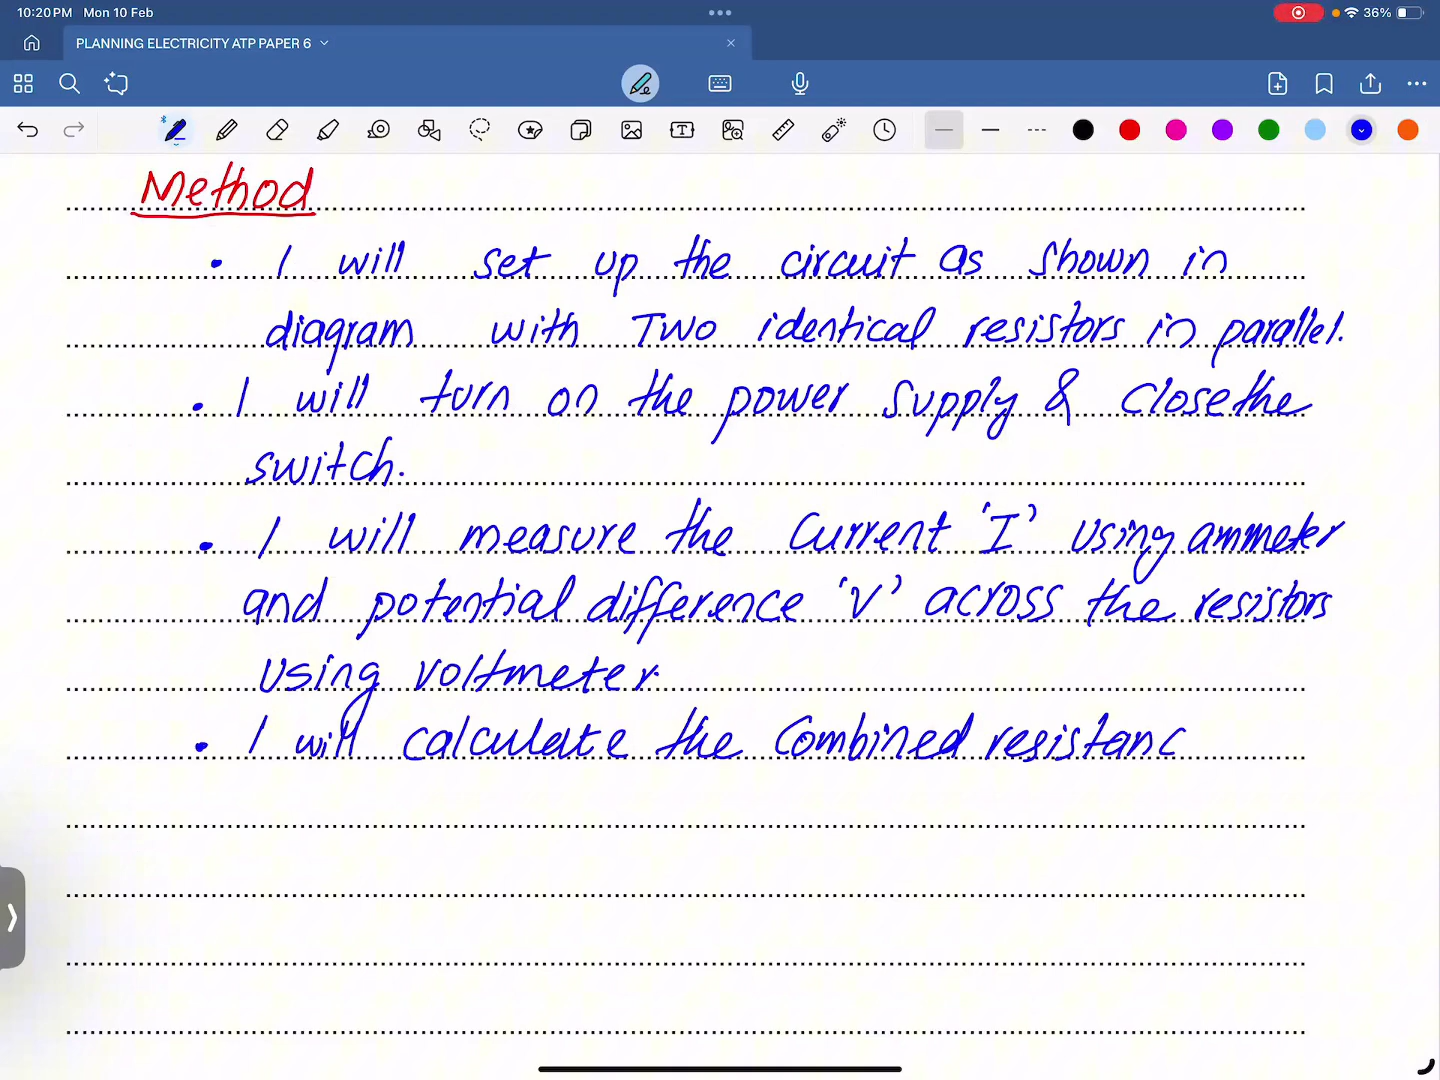 10:20 PM Mon 10 Feb
36%
PLANNING ELECTRICITY ATP PAPER 6
Method
• I will set up the circuit as shown in
diagram with Two identical resistors in parallel.
• I will turn on the power supply & close the
switch.
• I will measure the current 'I' using ammeter
and potential difference 'V' across the resistors
using voltmeter.
• I will calculate the combined resistanc